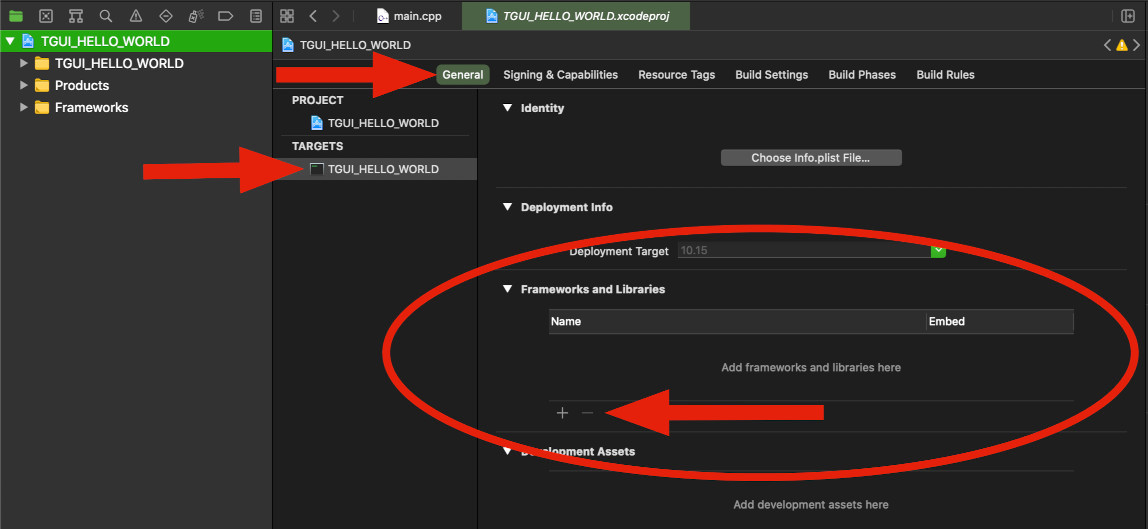 main.cpp
TGUI_HELLO_WORLD.xcodeproj
TGUI_HELLO_WORLD
TGUI_HELLO_WORLD
Products
Frameworks
TGUI_HELLO_WORLD
General Signing & Capabilities Resource Tags Build Settings Build Phases Build Rules
PROJECT
TGUI_HELLO_WORLD
TARGETS
TGUI_HELLO_WORLD
Identity
Choose Info.plist File...
Deployment Info
Deployment Target 10.15
Frameworks and Libraries
Name Embed
Add frameworks and libraries here
Development Assets
Add development assets here